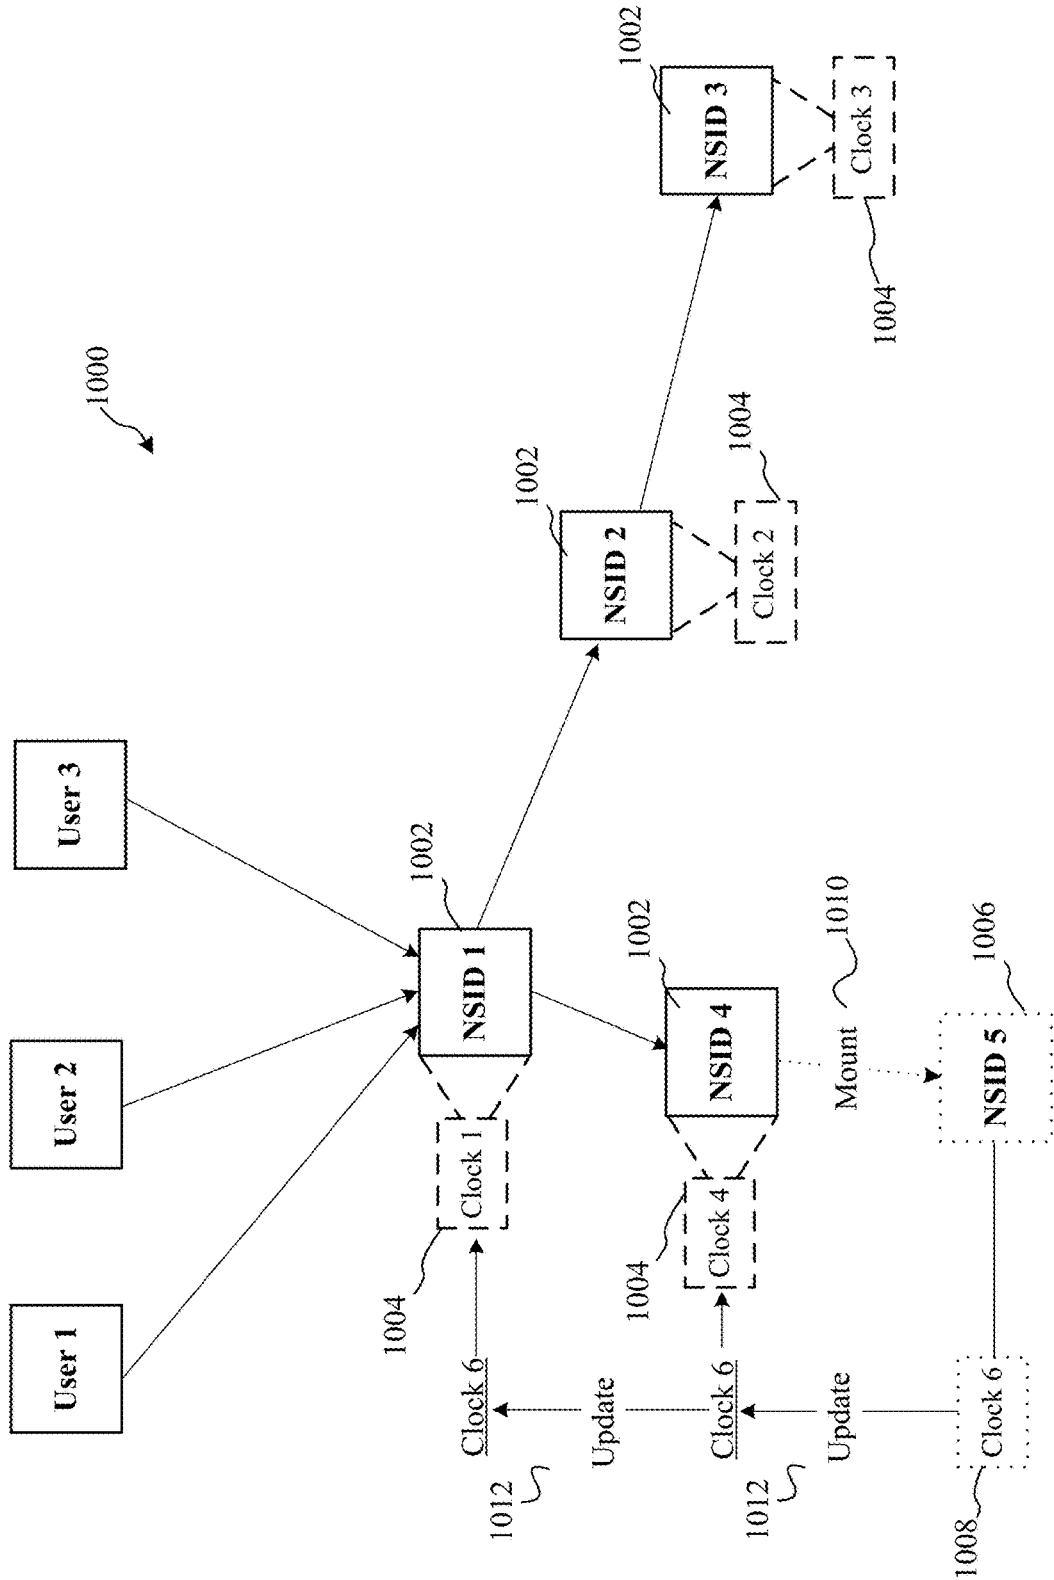 1000
User 1
User 2
User 3
1002
NSID 1
1004
Clock 1
Clock 6
1002
NSID 2
1004
Clock 2
1002
NSID 3
1004
Clock 3
1012
Update
1002
NSID 4
1004
Clock 4
Clock 6
1012
Update
Mount
1010
1006
NSID 5
1008
Clock 6